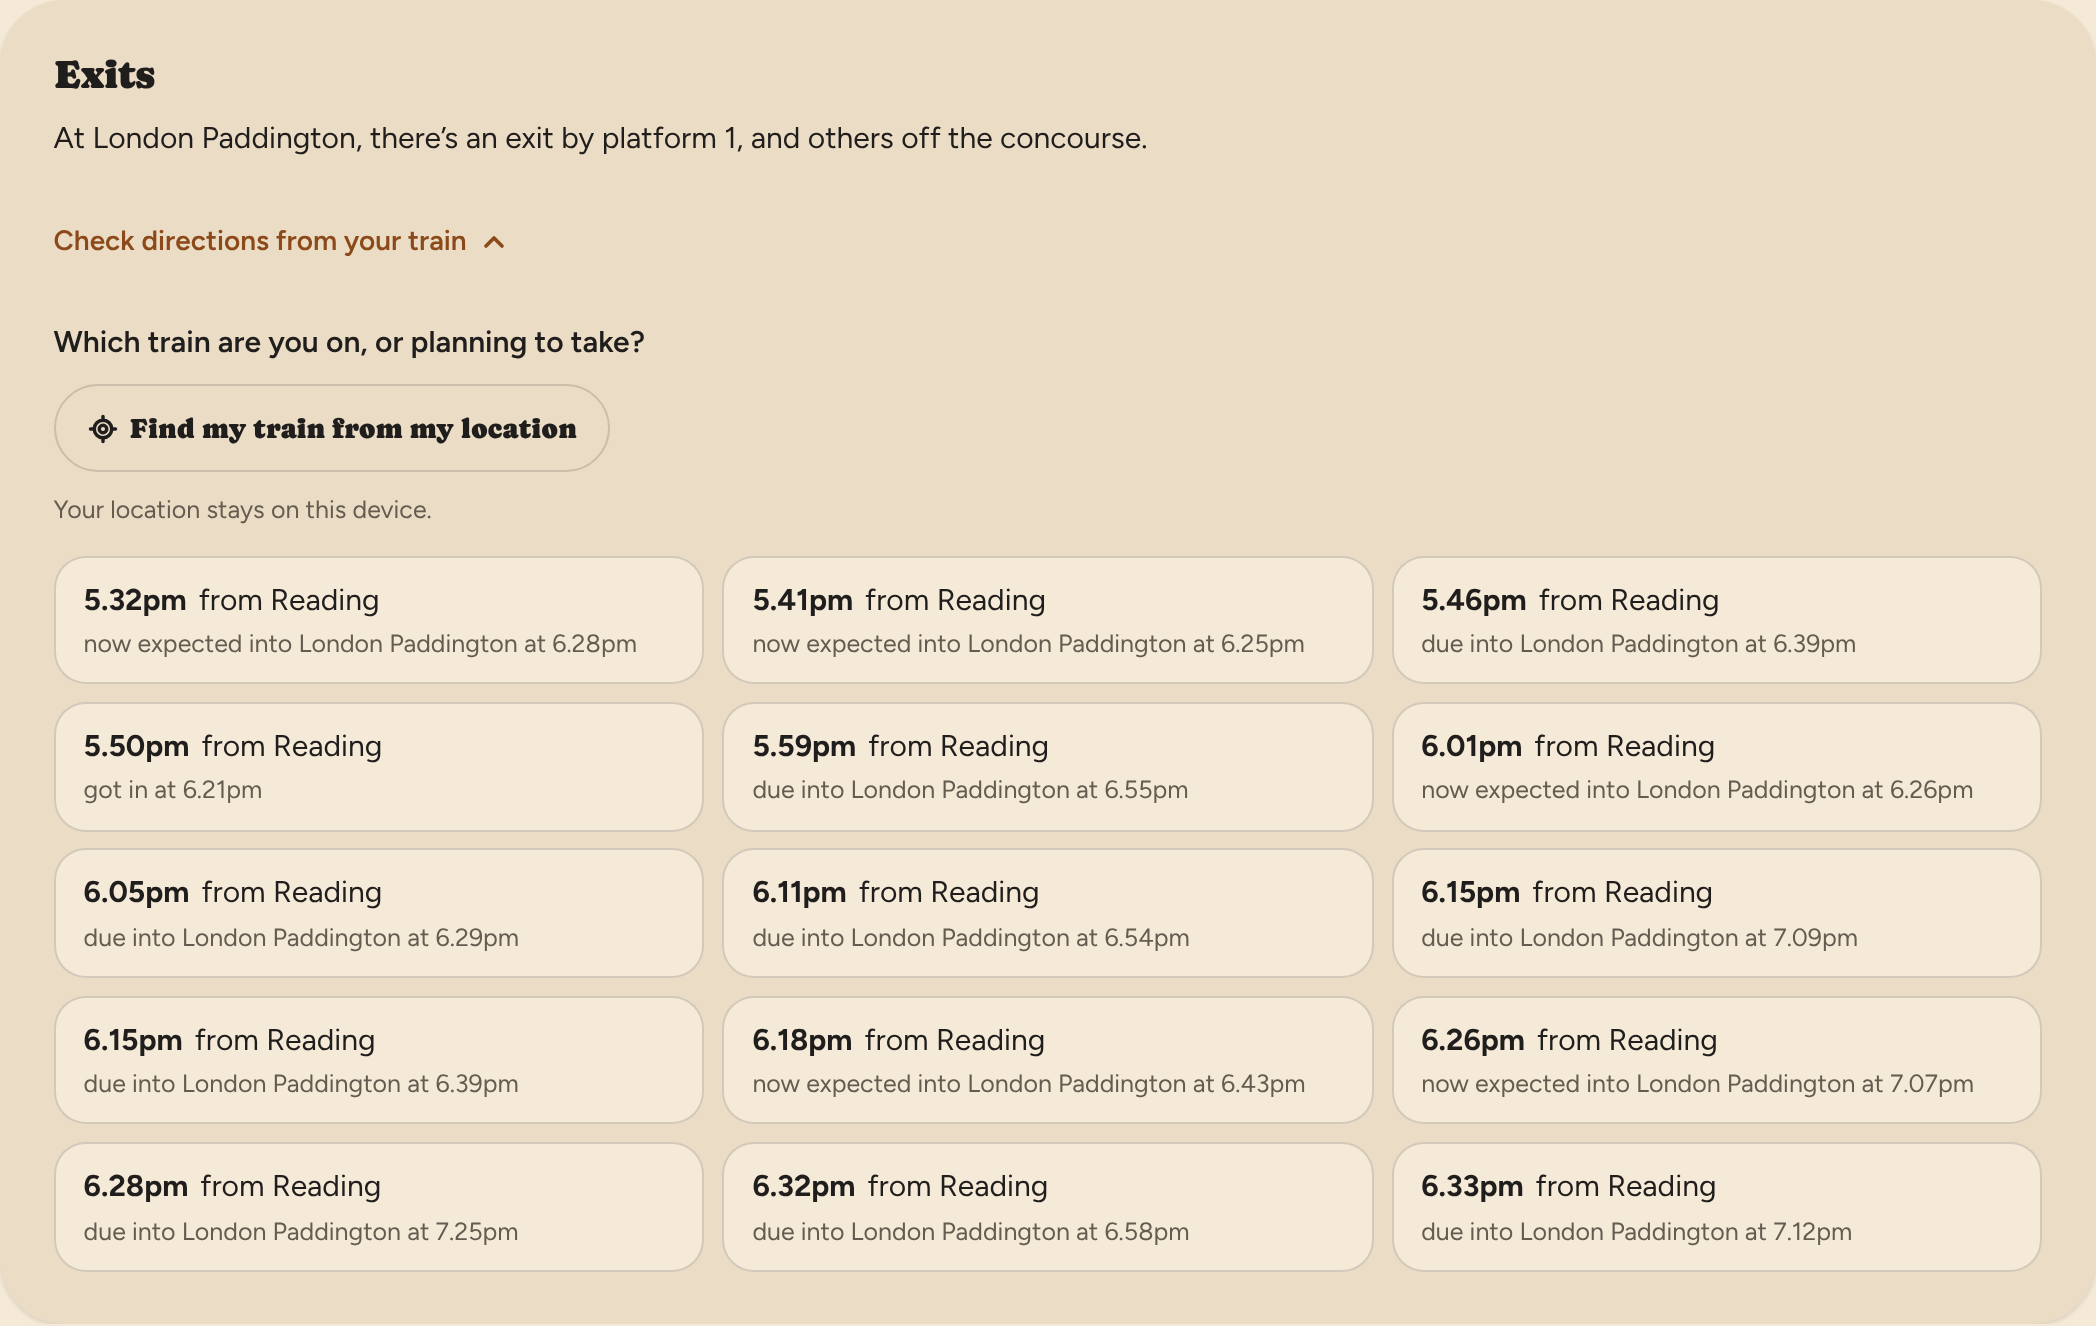 Exits
At London Paddington, there’s an exit by platform 1, and others off the concourse.
Check directions from your train
Which train are you on, or planning to take?
Find my train from my location
Your location stays on this device.
5.32pm from Reading
now expected into London Paddington at 6.28pm
5.41pm from Reading
now expected into London Paddington at 6.25pm
5.46pm from Reading
due into London Paddington at 6.39pm
5.50pm from Reading
got in at 6.21pm
5.59pm from Reading
due into London Paddington at 6.55pm
6.01pm from Reading
now expected into London Paddington at 6.26pm
6.05pm from Reading
due into London Paddington at 6.29pm
6.11pm from Reading
due into London Paddington at 6.54pm
6.15pm from Reading
due into London Paddington at 7.09pm
6.15pm from Reading
due into London Paddington at 6.39pm
6.18pm from Reading
now expected into London Paddington at 6.43pm
6.26pm from Reading
now expected into London Paddington at 7.07pm
6.28pm from Reading
due into London Paddington at 7.25pm
6.32pm from Reading
due into London Paddington at 6.58pm
6.33pm from Reading
due into London Paddington at 7.12pm